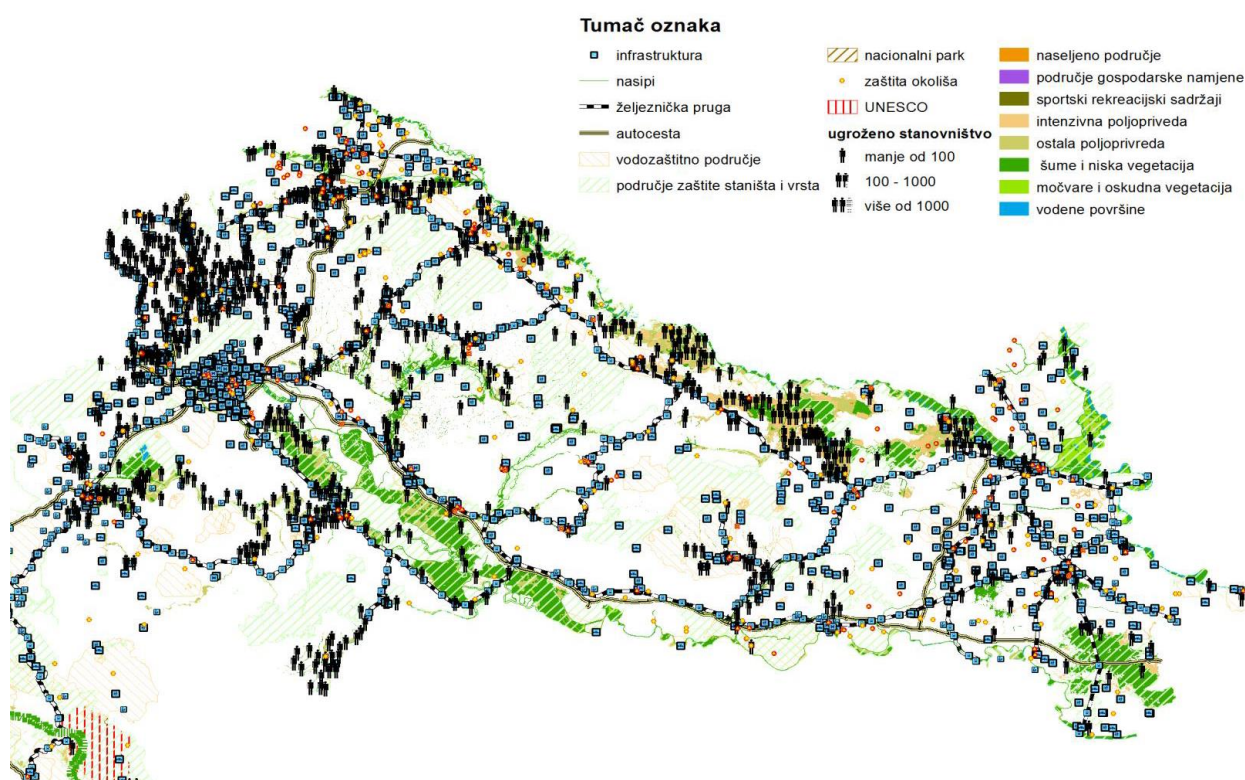 Tumač oznaka
infrastruktura
nasipi
željeznička pruga
autocesta
vodozaštitno područje
područje zaštite staništa i vrsta
nacionalni park
zaštita okoliša
UNESCO
ugroženo stanovništvo
manje od 100
100 - 1000
više od 1000
naseljeno područje
područje gospodarske namjene
sportski rekreacijski sadržaji
intenzivna poljopriveda
ostala poljoprivreda
šume i niska vegetacija
močvare i oskudna vegetacija
vodene površine